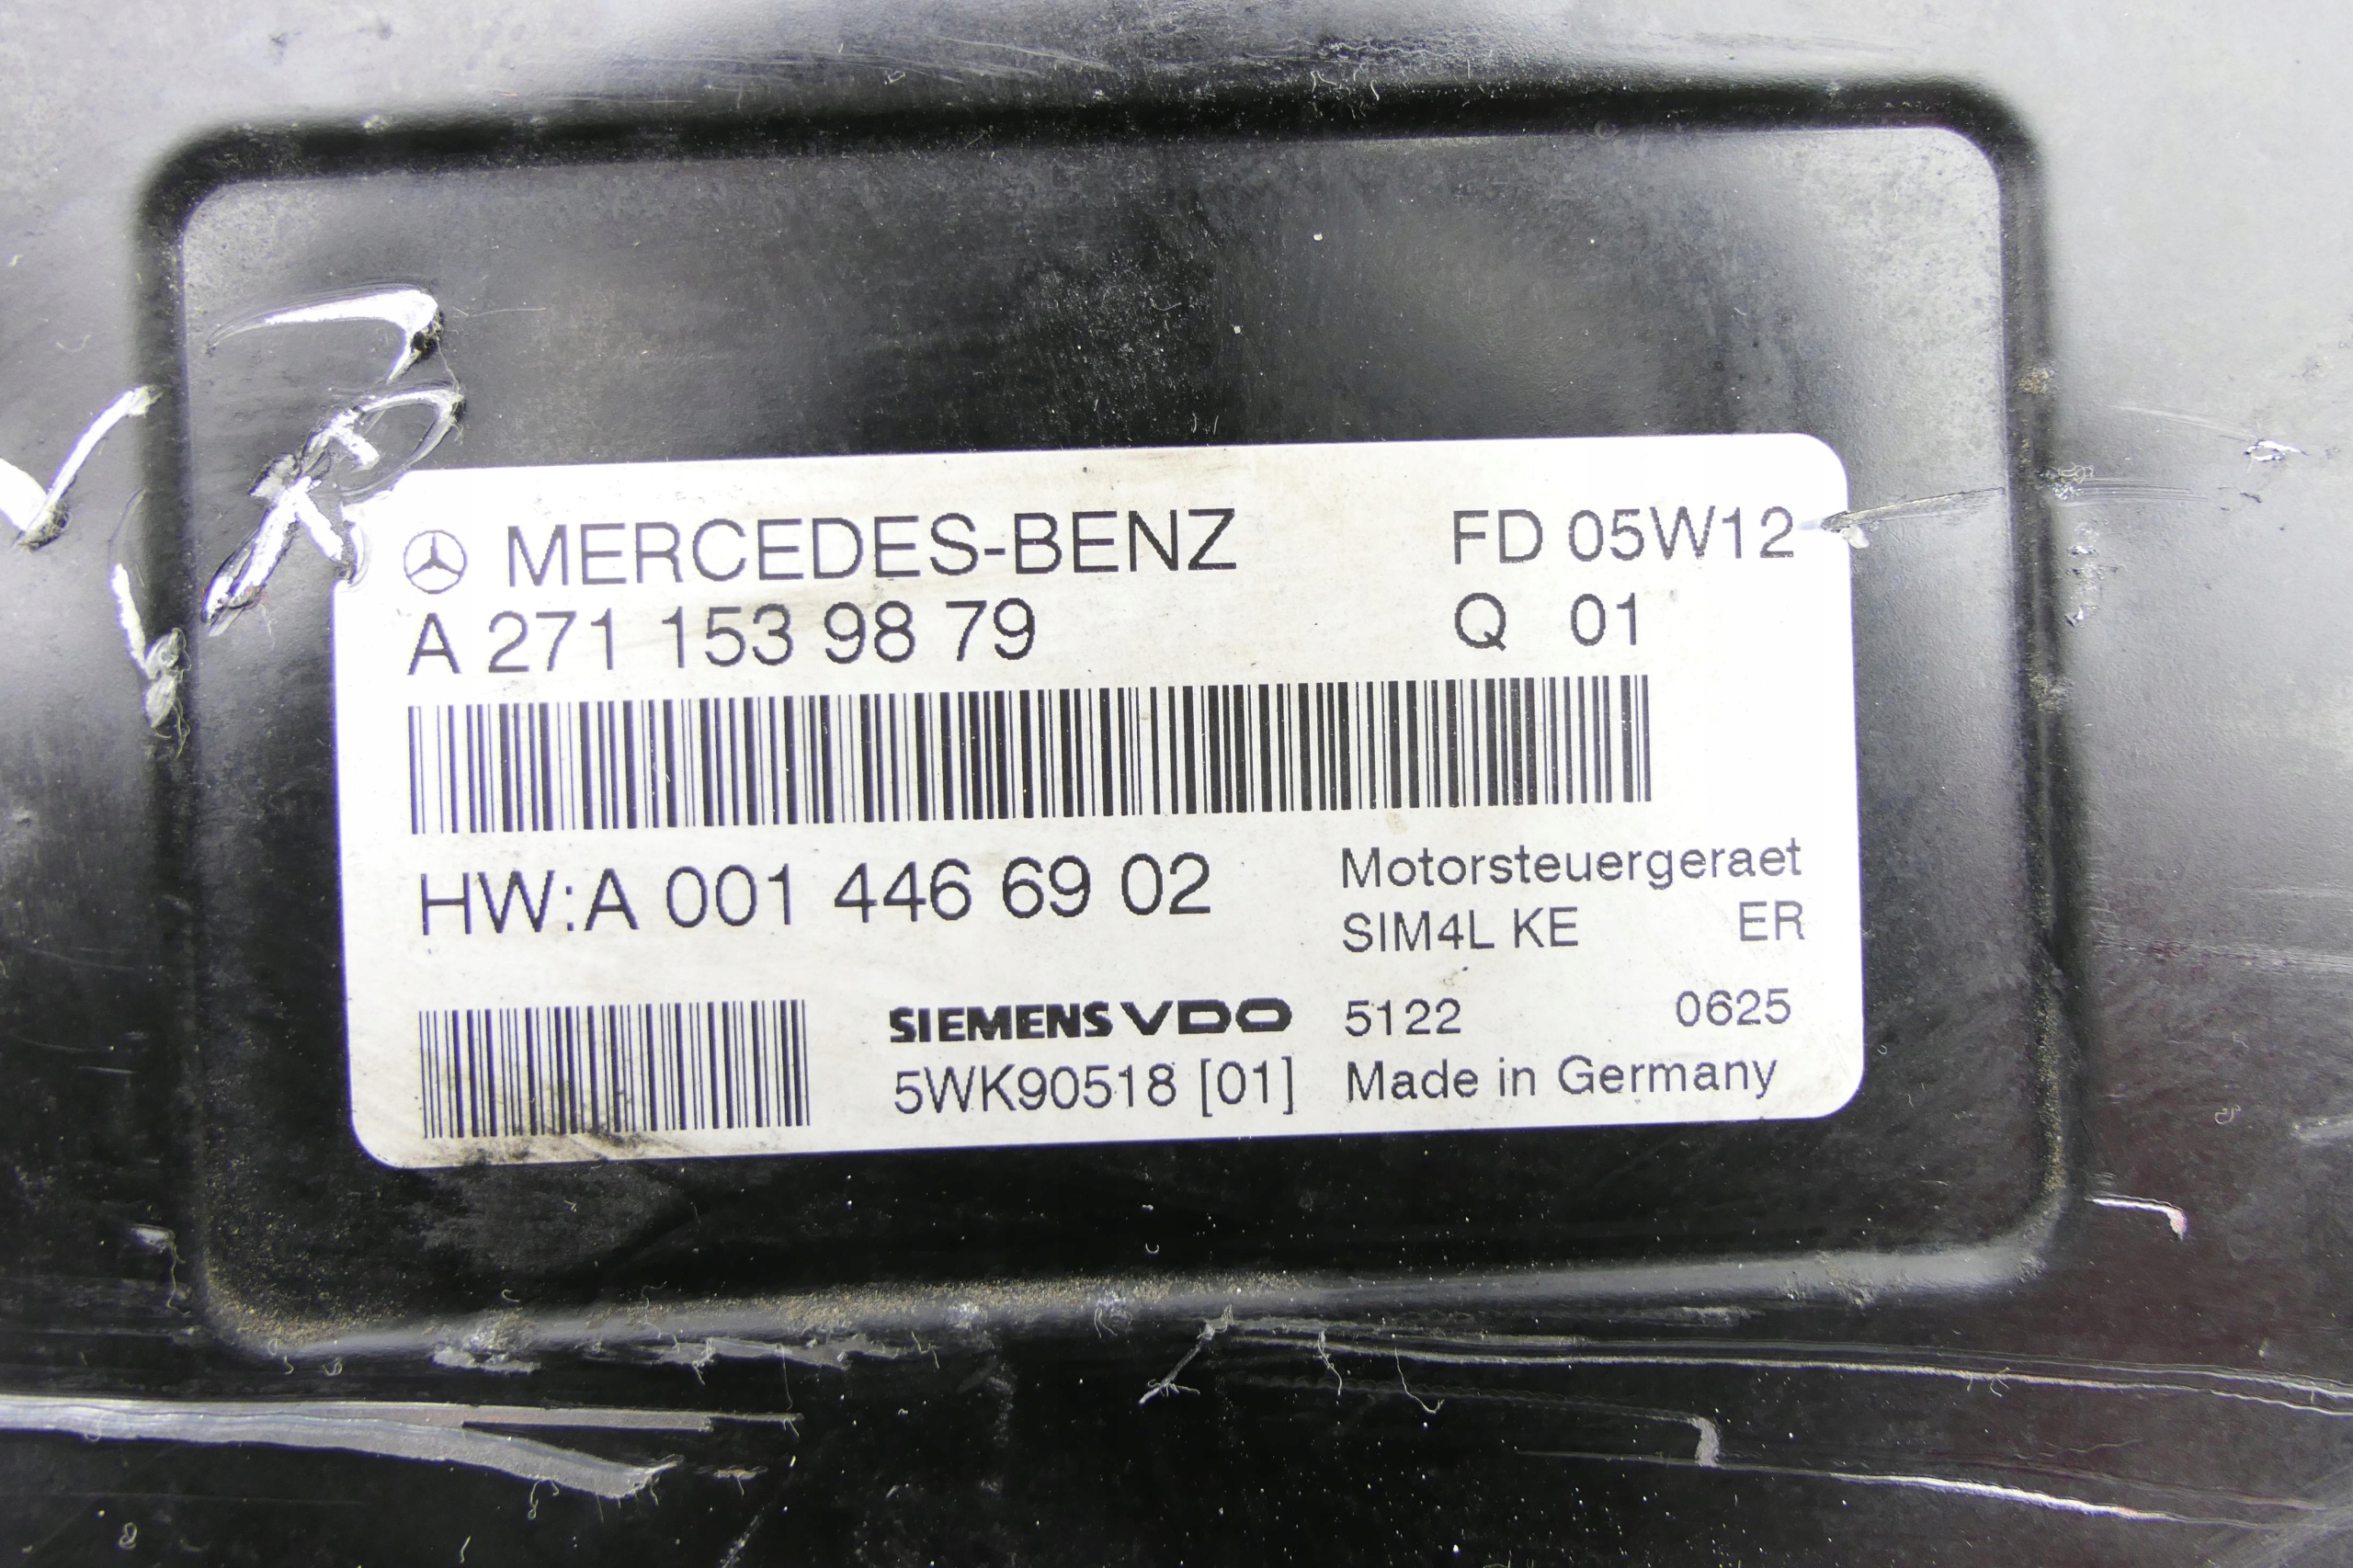 MERCEDES-BENZ FD 05W12
A 271 153 98 79 Q 01
HW:A 001 446 69 02 Motorsteuergeraet
SIM4L KE ER
SIEMENS VDO 5122 0625
5WK90518 [01] Made in Germany